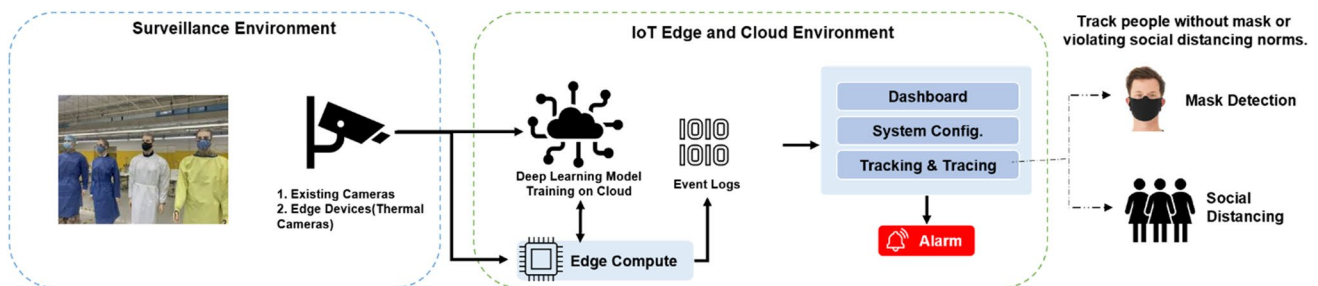 Surveillance Environment
1. Existing Cameras
2. Edge Devices(Thermal
Cameras)
IoT Edge and Cloud Environment
Deep Learning Model
Training on Cloud
Edge Compute
1010
1010
Event Logs
Dashboard
System Config.
Tracking & Tracing
Alarm
Track people without mask or
violating social distancing norms.
Mask Detection
Social
Distancing